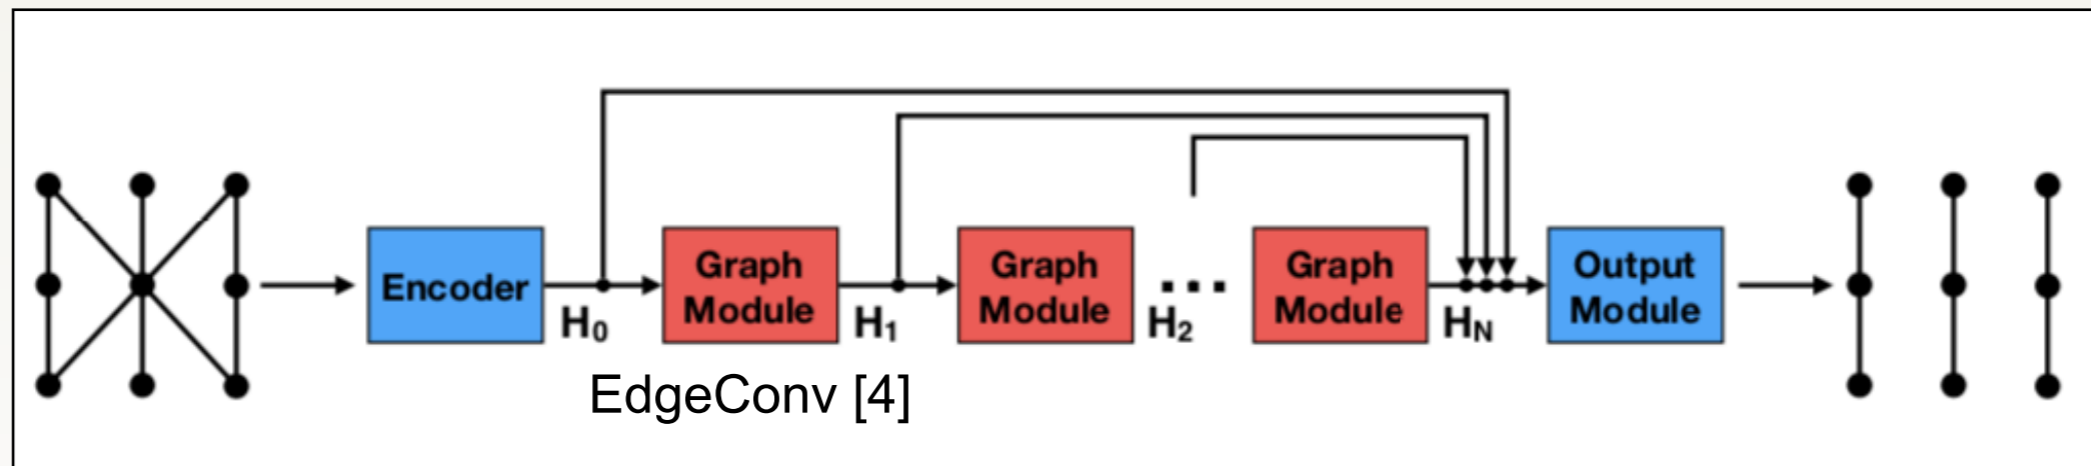 Encoder
H0
Graph
Module
H1
Graph
Module
H2
...
Graph
Module
HN
Output
Module
EdgeConv [4]